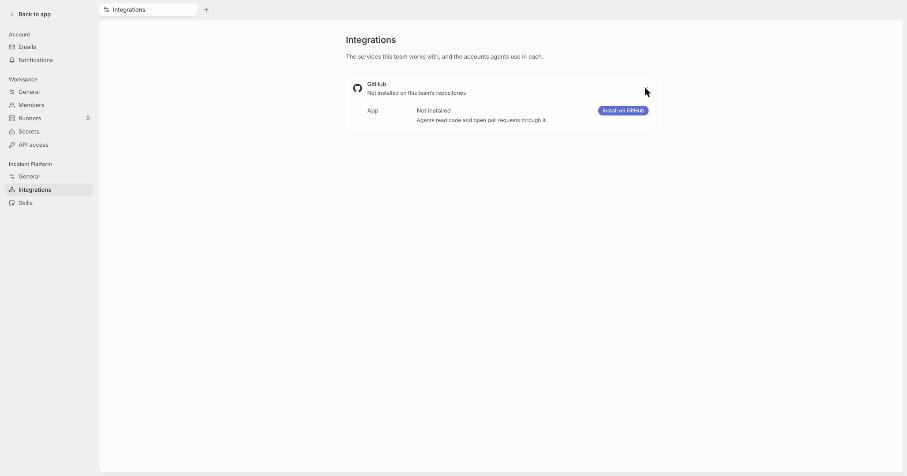 Back to app
Integrations
+
Account
Emails
Notifications
Workspace
General
Members
Runners 0
Secrets
API access
Incident Platform
General
Integrations
Skills
Integrations
The services this team works with, and the accounts agents use in each.
GitHub
Not installed on this team's repositories
App Not installed Install on GitHub
Agents read code and open pull requests through it.